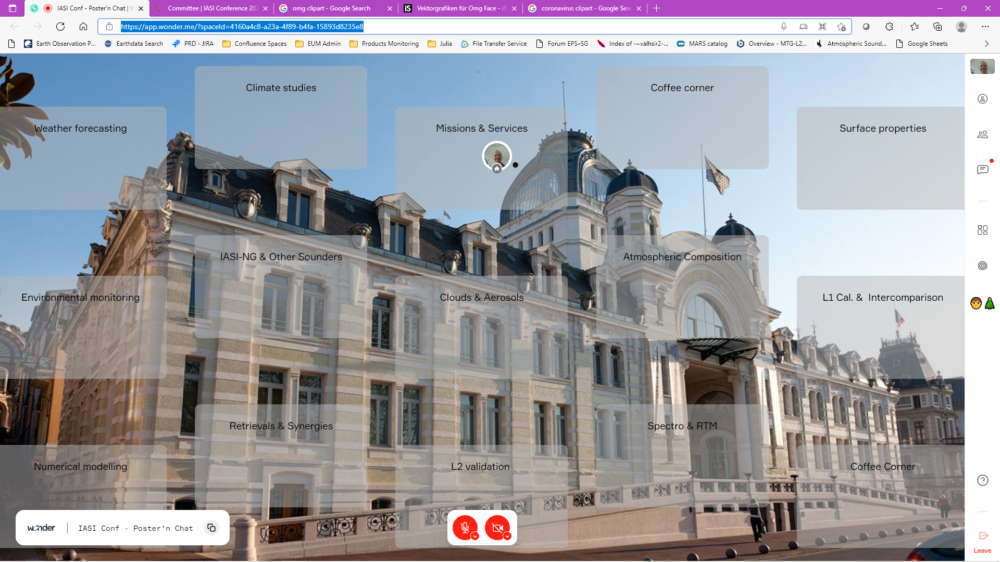 IASI Conf - Poster'n Chat | W
Committee | IASI Conference 202
omg clipart - Google Search
iS
Vektorgrafiken für Omg Face - iS
coronavirus clipart - Google Sear
https://app.wonder.me/?spaceId=4160a4c8-a23a-4f89-b4fa-15893d8235e8
Earth Observation P...
Earthdata Search
PRD - JIRA
Confluence Spaces
EUM Admin
Products Monitoring
Julia
File Transfer Service
Forum EPS-SG
Index of -~valhsir2-...
MARS catalog
Overview - MTG-L2...
Atmospheric Sound...
Google Sheets
Climate studies
Coffee corner
Weather forecasting
Missions & Services
Surface properties
IASI-NG & Other Sounders
Atmospheric Composition
Environmental monitoring
Clouds & Aerosols
L1 Cal. & Intercomparison
Retrievals & Synergies
Spectro & RTM
Numerical modelling
L2 validation
Coffee Corner
wonder
IASI Conf - Poster'n Chat
Leave